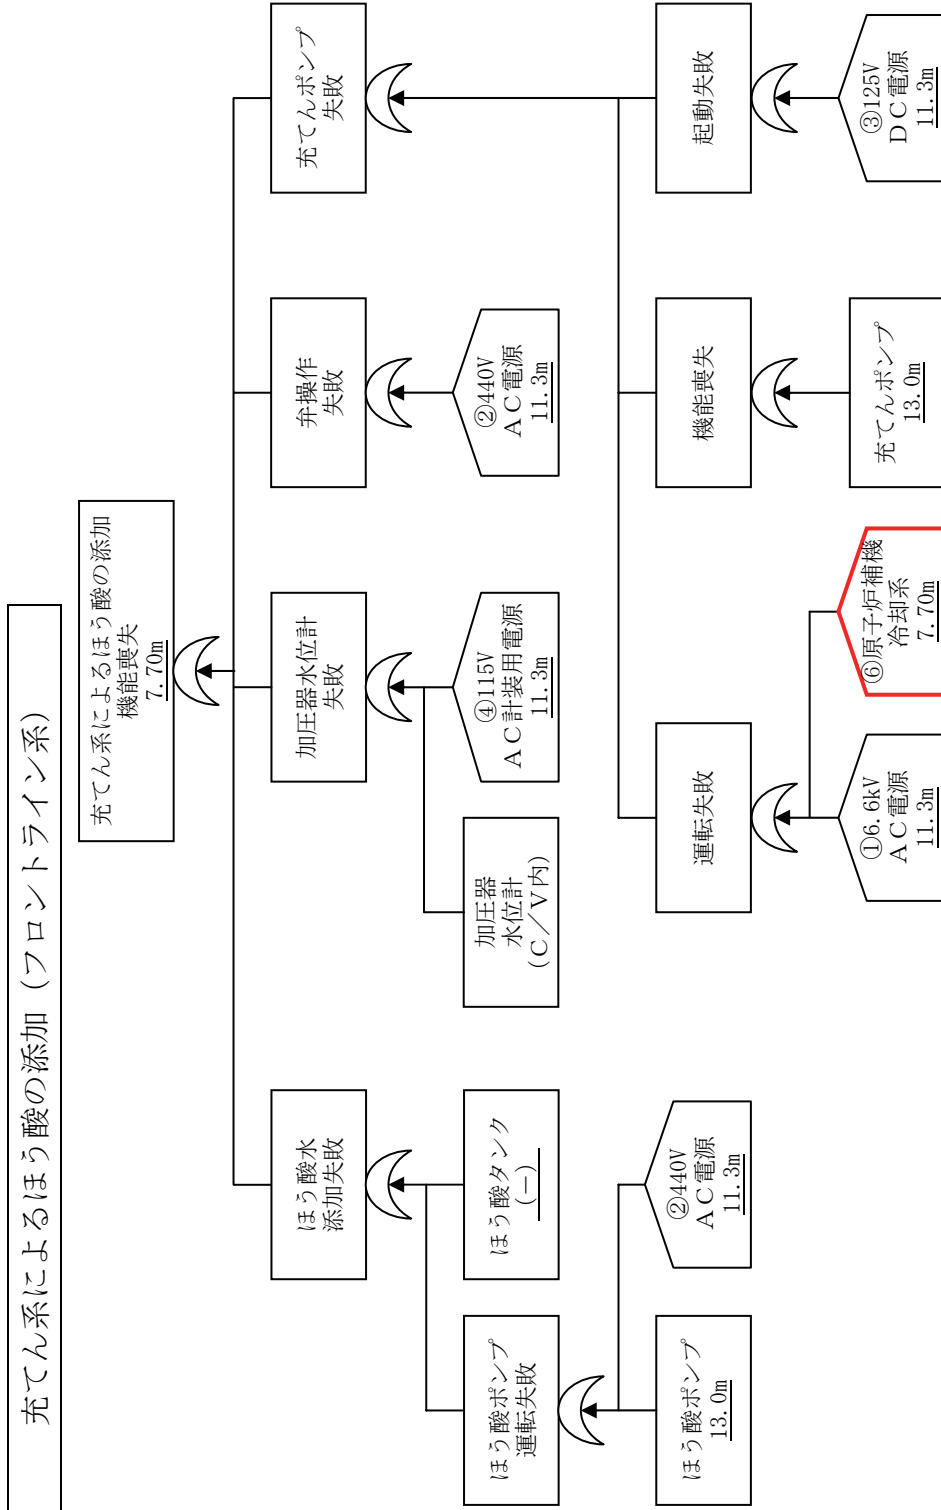 充てん系によるほう酸の添加（フロントライン系）
充てん系によるほう酸の添加
機能喪失
7.70m
ほう酸水
添加失敗
加圧器水位計
失敗
弁操作
失敗
充てんポンプ
失敗
ほう酸ポンプ
運転失敗
ほう酸タンク
（－）
加圧器
水位計
（Ｃ／Ｖ内）
④115V
ＡＣ計装用電源
11.3m
②440V
ＡＣ電源
11.3m
ほう酸ポンプ
13.0m
②440V
ＡＣ電源
11.3m
運転失敗
機能喪失
起動失敗
①6.6kV
ＡＣ電源
11.3m
⑥原子炉補機
冷却系
7.70m
充てんポンプ
13.0m
③125V
ＤＣ電源
11.3m